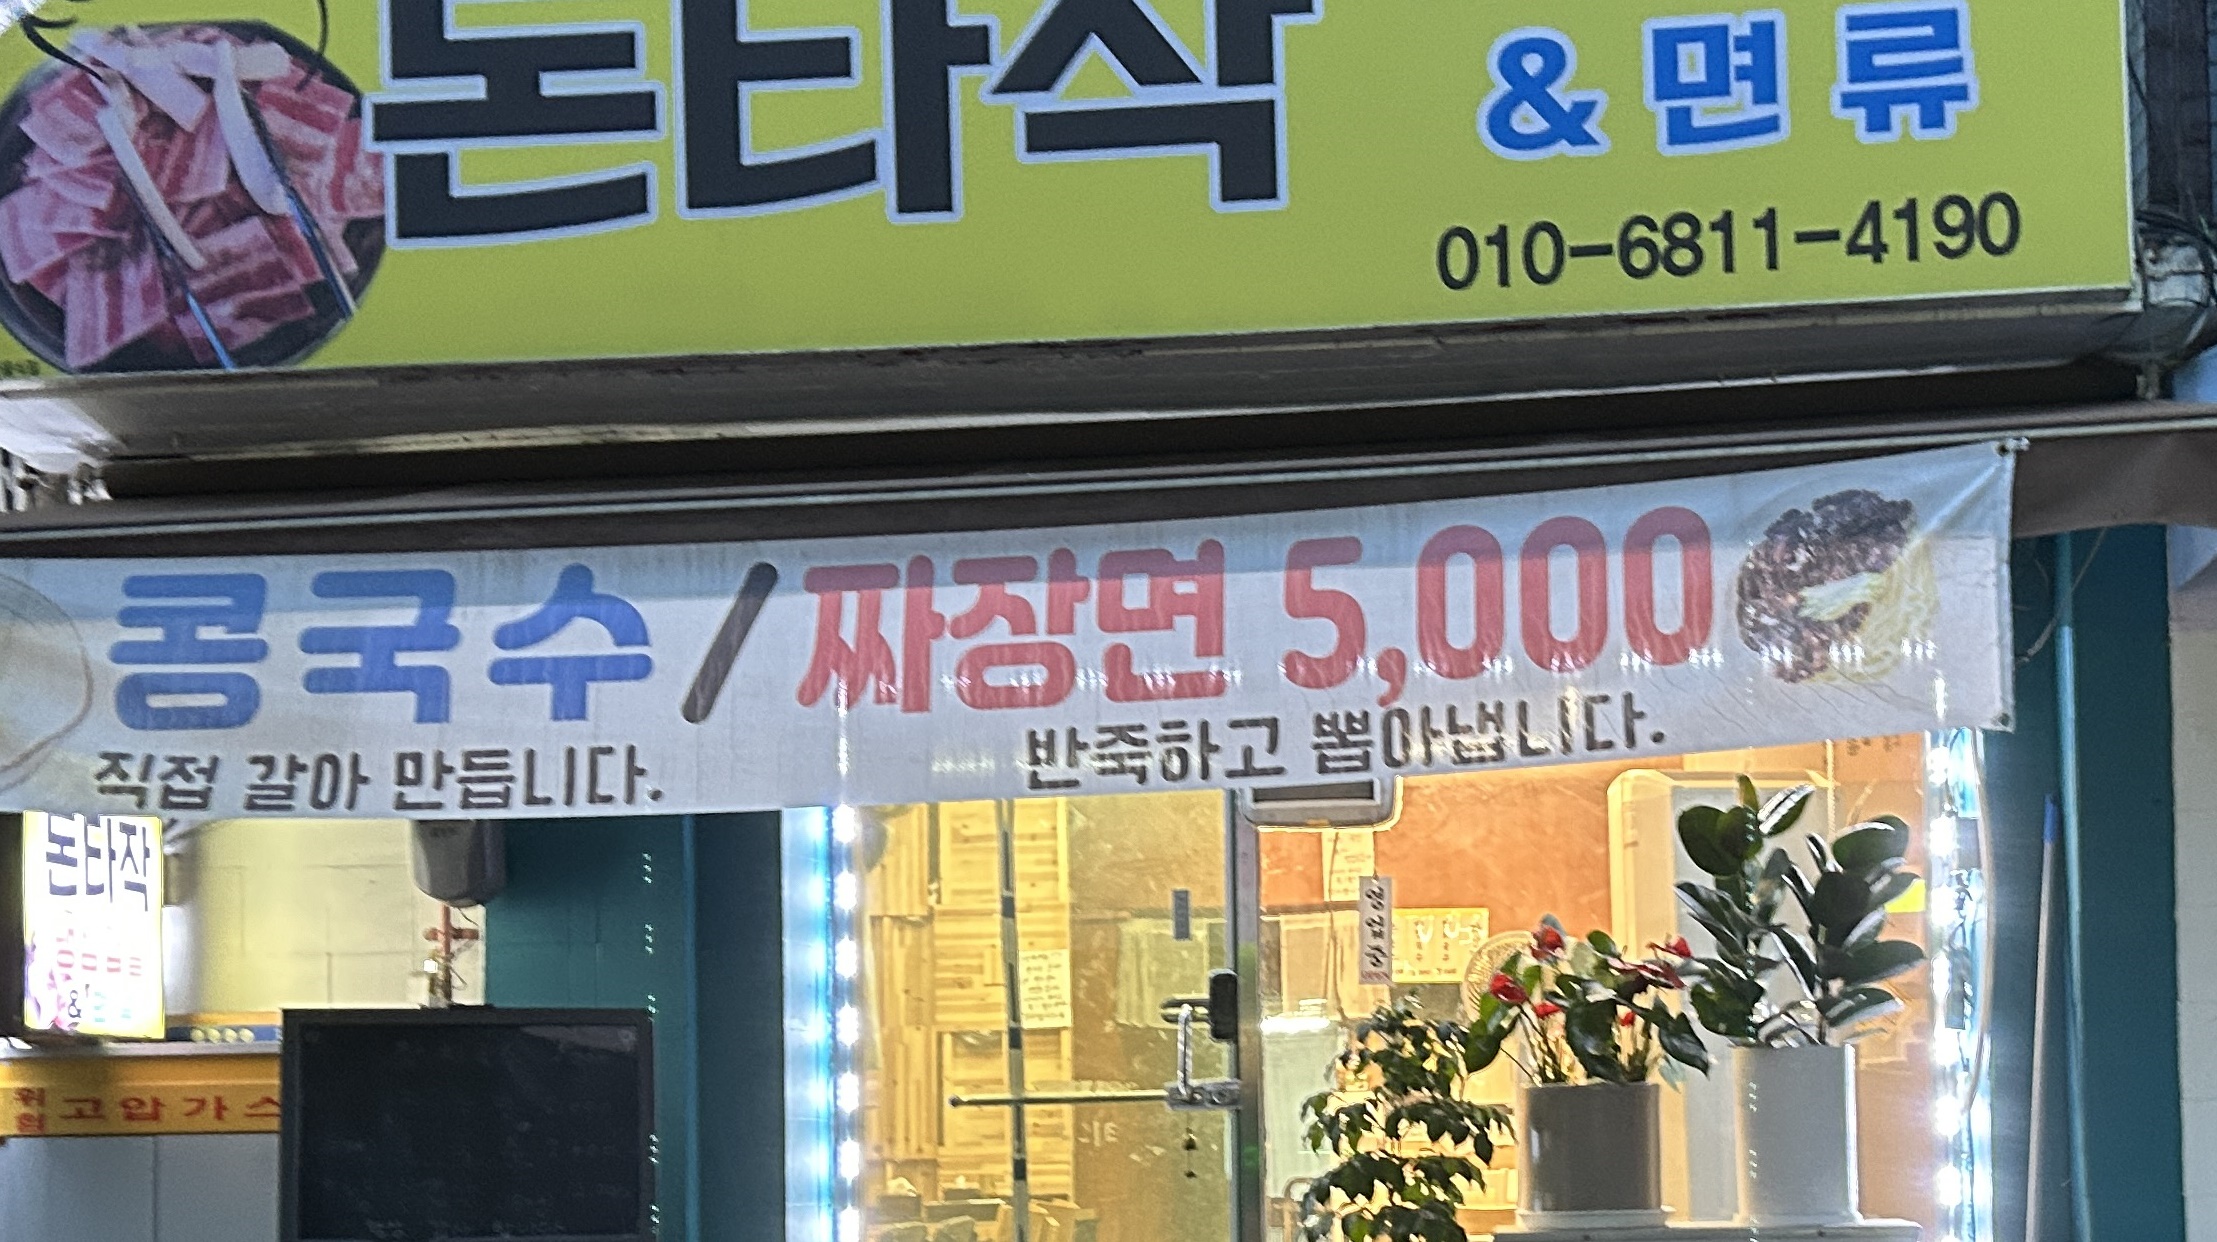 돈타작
& 면류
010-6811-4190
콩국수 / 짜장면 5,000
직접 갈아 만듭니다.
반죽하고 뽑아냅니다.
돈타작
위험 고압가스